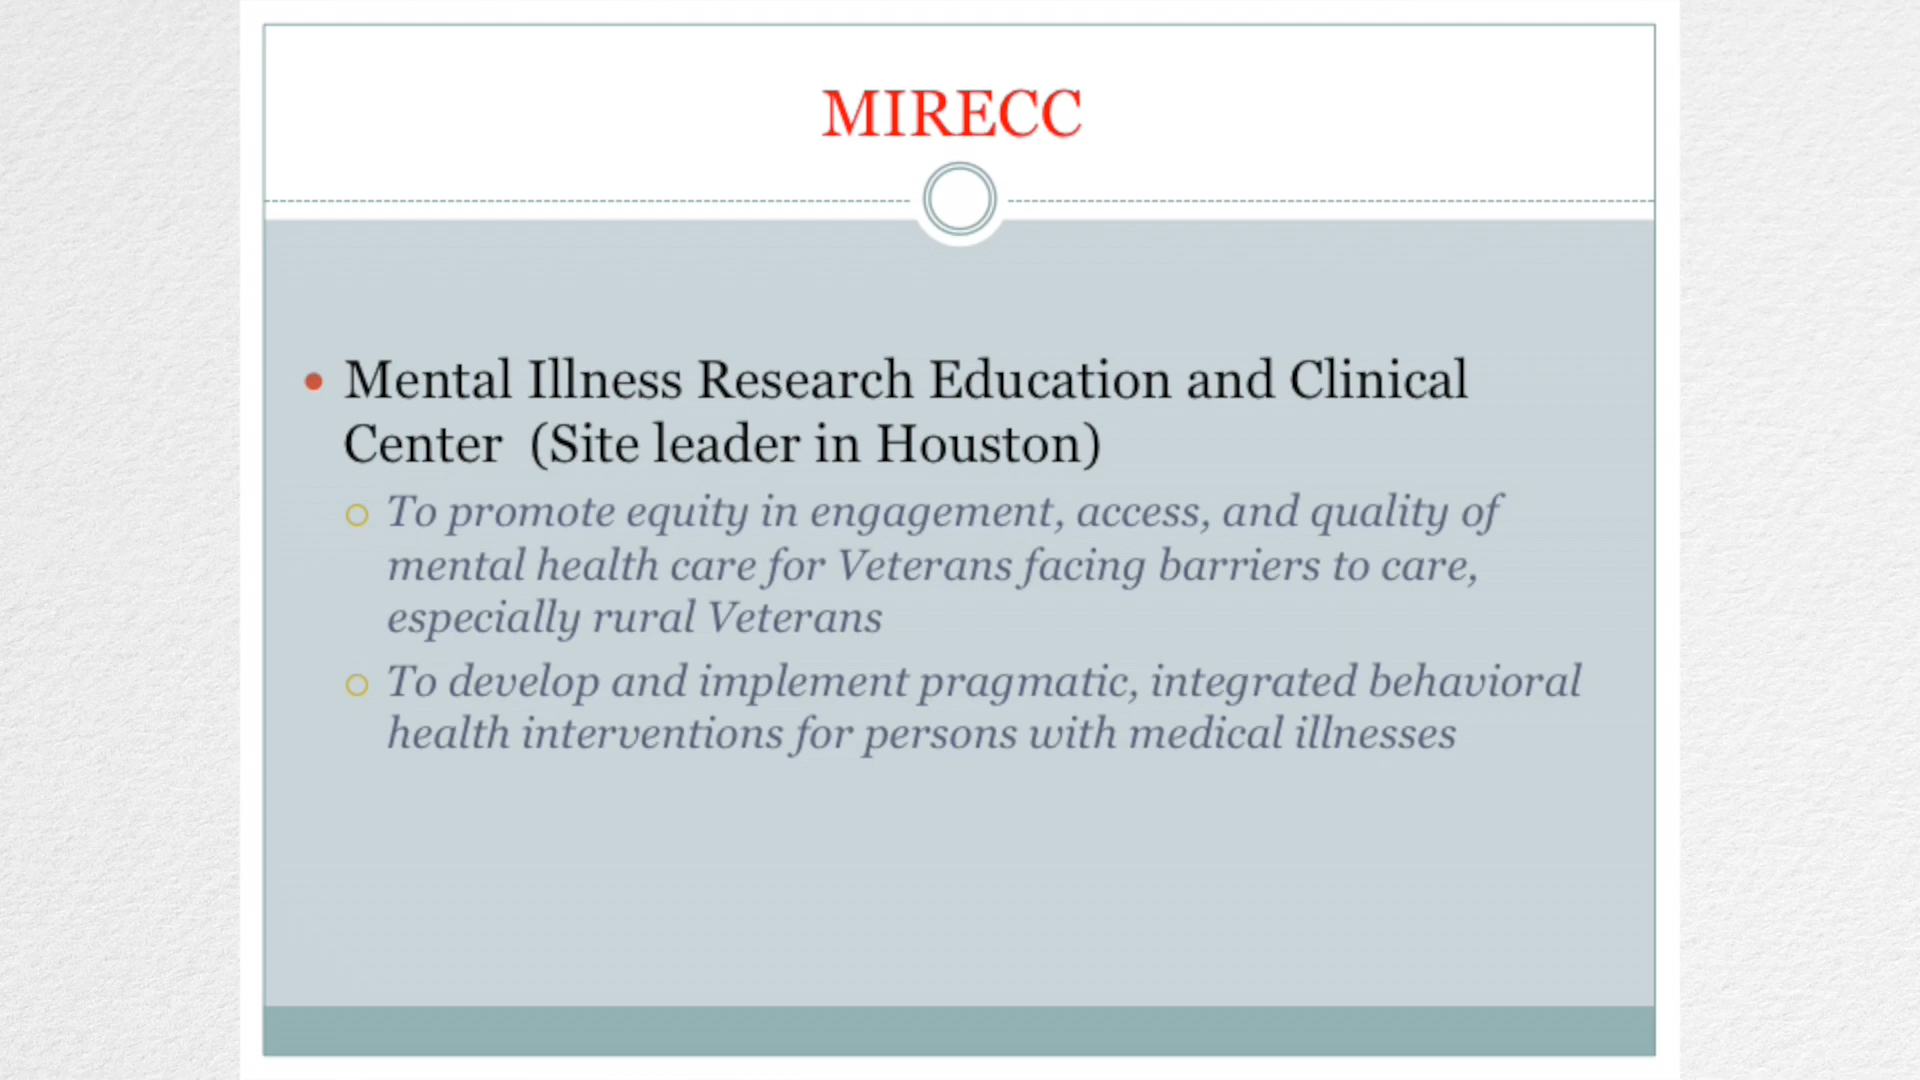 MIRECC
Mental Illness Research Education and Clinical
Center (Site leader in Houston)
To promote equity in engagement, access, and quality of
mental health care for Veterans facing barriers to care,
especially rural Veterans
To develop and implement pragmatic, integrated behavioral
health interventions for persons with medical illnesses